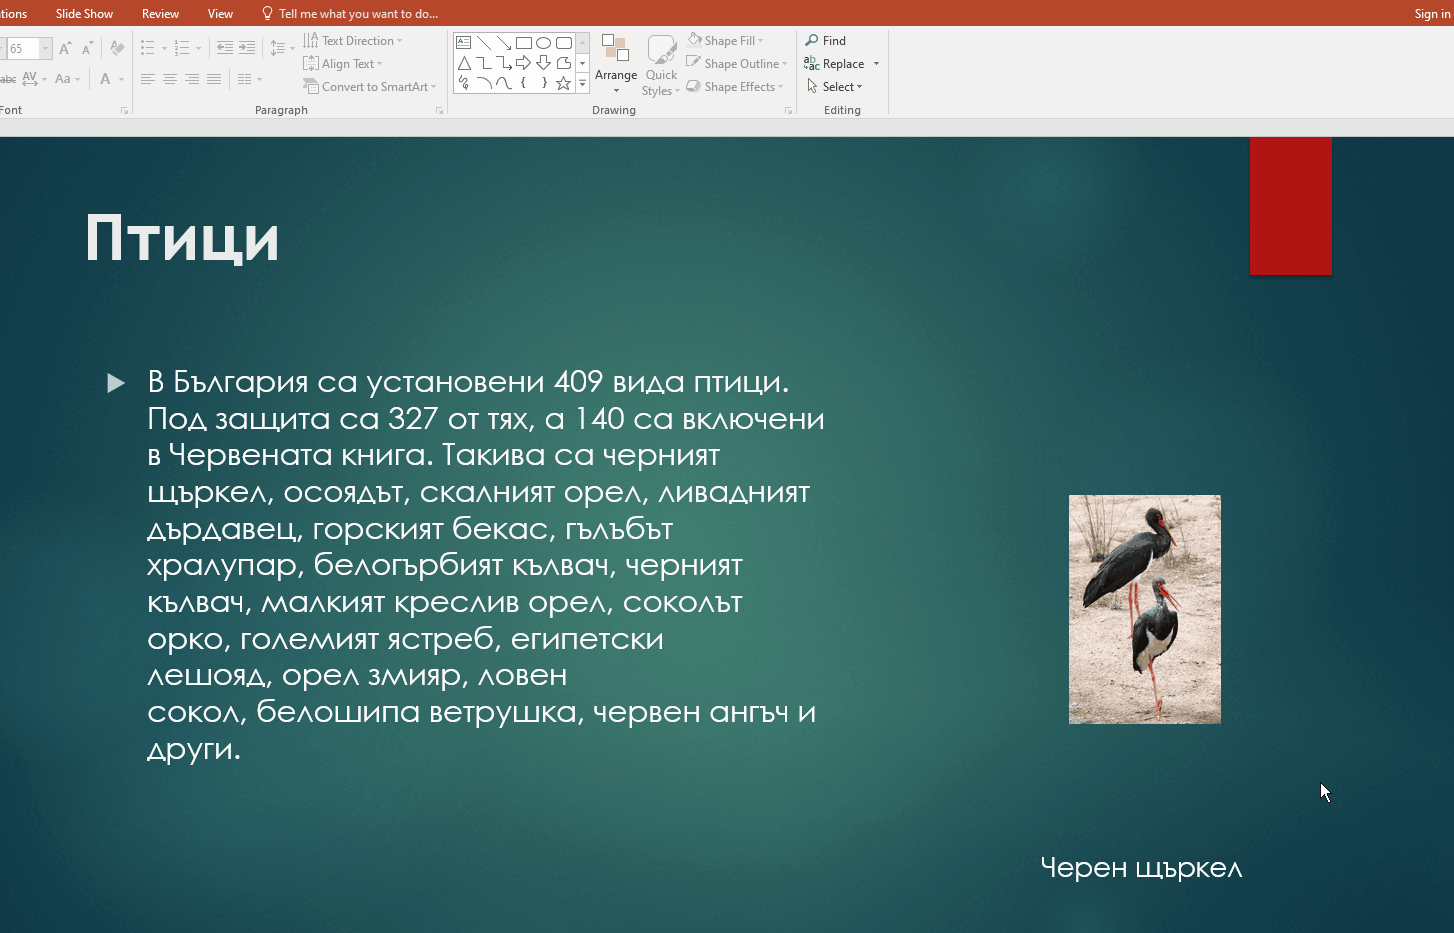 tions Slide Show Review View Tell me what you want to do... Sign in
65 A A Text Direction Find
abc AV Aa A Align Text Arrange Quick Styles Shape Fill Replace
Convert to SmartArt Shape Outline Select
Shape Effects
Font Paragraph Drawing Editing
Птици
В България са установени 409 вида птици.
Под защита са 327 от тях, а 140 са включени
в Червената книга. Такива са черният
щъркел, осоядът, скалният орел, ливадният
дърдавец, горският бекас, гълъбът
хралупар, белогърбият кълвач, черният
кълвач, малкият креслив орел, соколът
орко, големият ястреб, египетски
лешояд, орел змияр, ловен
сокол, белошипа ветрушка, червен ангъч и
други.
Черен щъркел